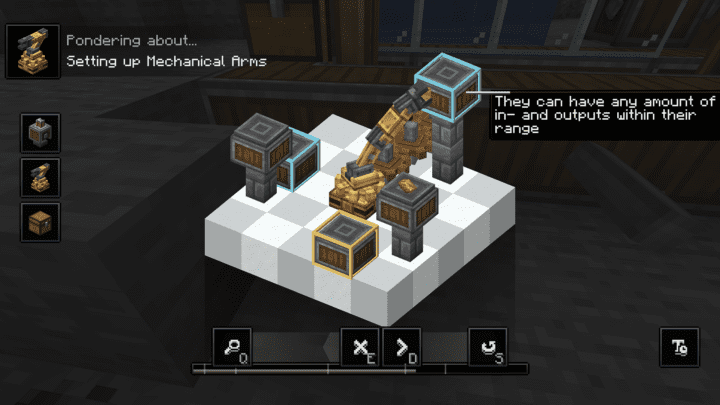 Pondering about...
Setting up Mechanical Arms
They can have any amount of
in- and outputs within their
range
Q
E
D
S